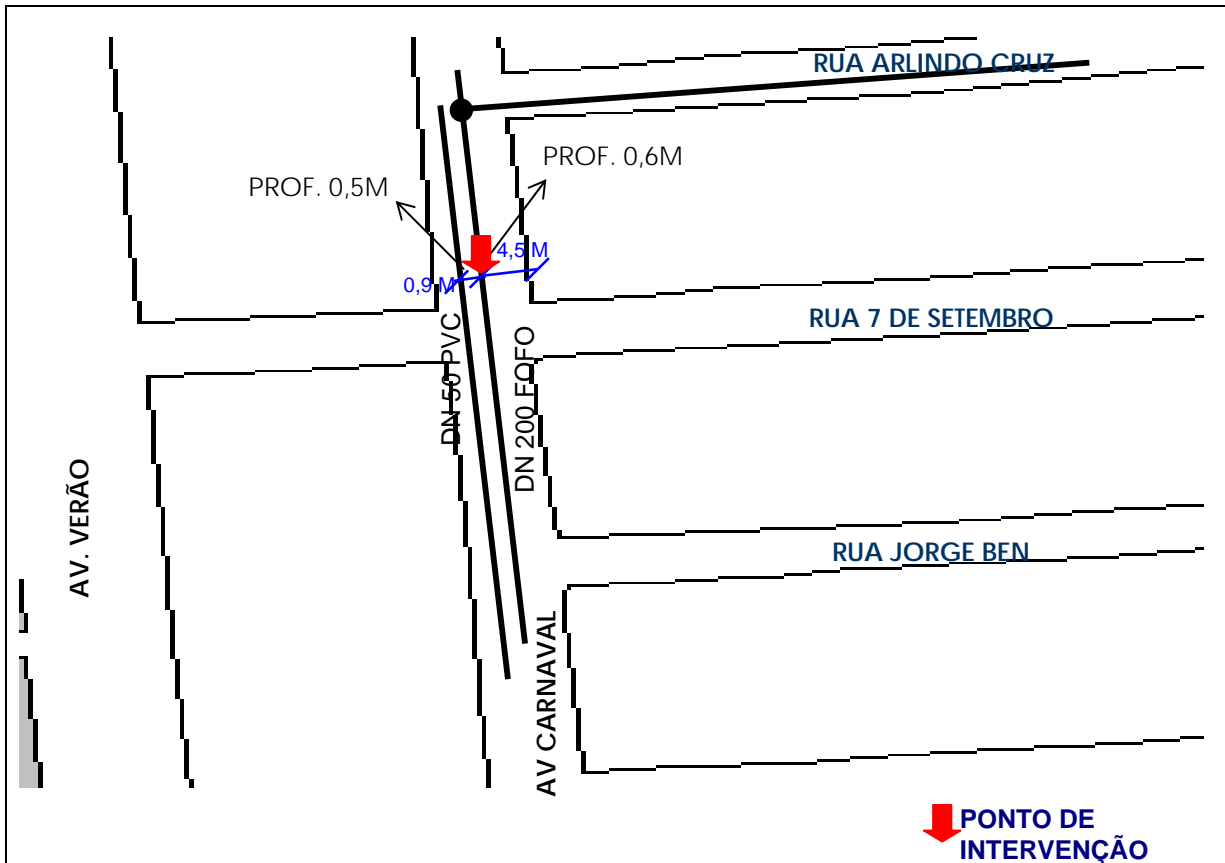 RUA ARLINDO CRUZ
PROF. 0,6M
PROF. 0,5M
4,5 M
0,9 M
DN 50 PVC
DN 200 FOFO
RUA 7 DE SETEMBRO
AV. VERÃO
RUA JORGE BEN
AV CARNAVAL
PONTO DE
INTERVENÇÃO